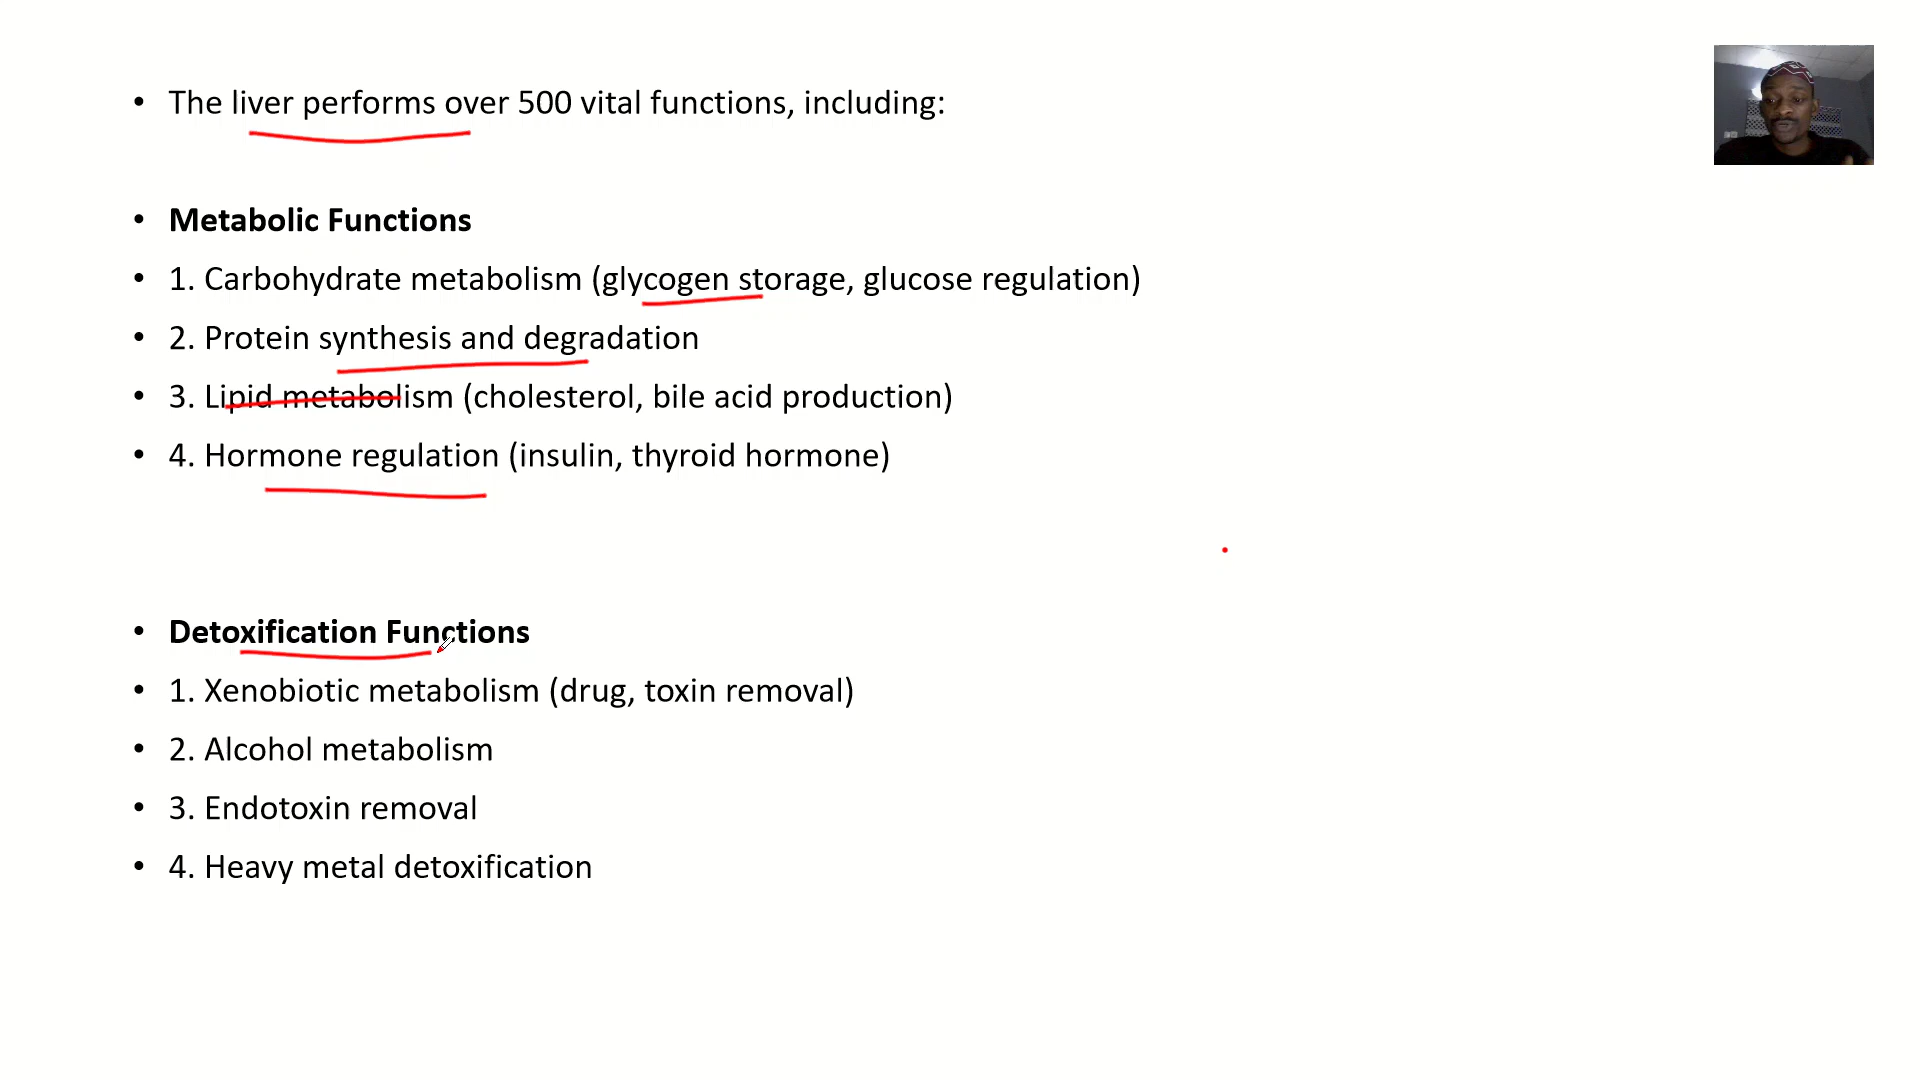 • The liver performs over 500 vital functions, including:
• Metabolic Functions
• 1. Carbohydrate metabolism (glycogen storage, glucose regulation)
• 2. Protein synthesis and degradation
• 3. Lipid metabolism (cholesterol, bile acid production)
• 4. Hormone regulation (insulin, thyroid hormone)
• Detoxification Functions
• 1. Xenobiotic metabolism (drug, toxin removal)
• 2. Alcohol metabolism
• 3. Endotoxin removal
• 4. Heavy metal detoxification